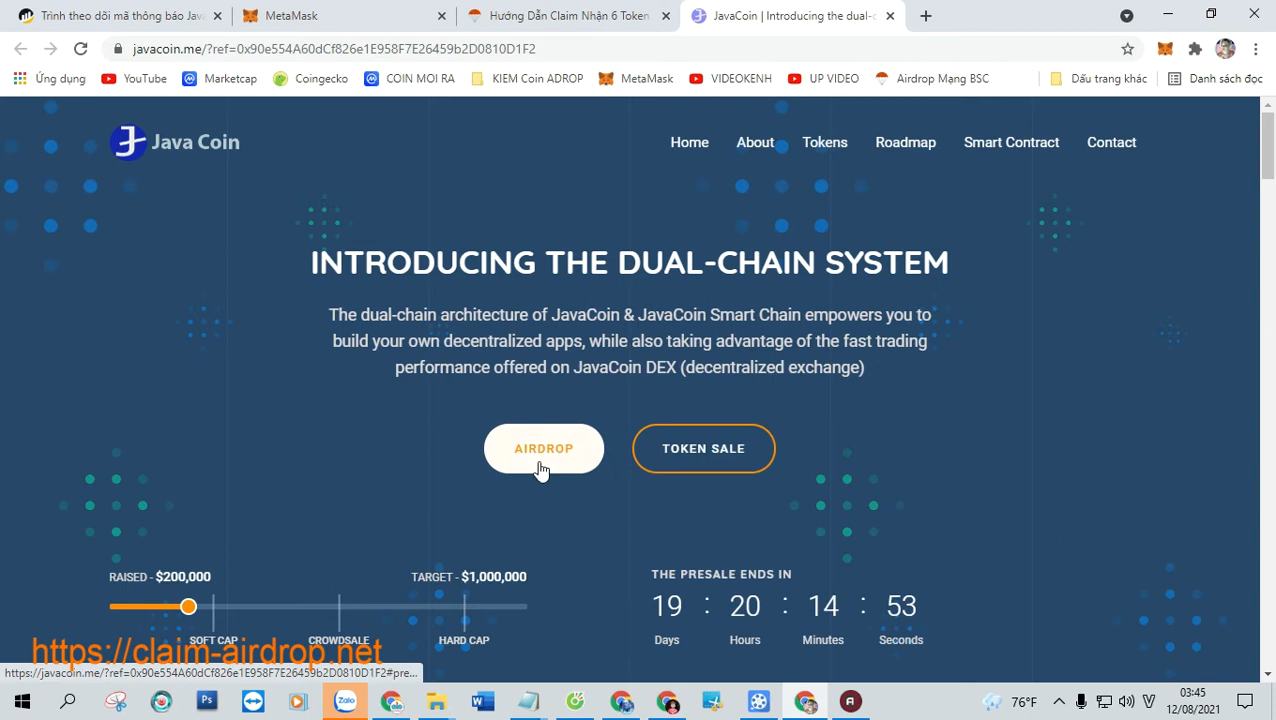 Trình theo dõi mã thông báo Java
MetaMask
Hướng Dẫn Claim Nhận 6 Token
JavaCoin | Introducing the dual-c
javacoin.me/?ref=0x90e554A60dCf826e1E958F7E26459b2D0810D1F2
Ứng dụng
YouTube
Marketcap
Coingecko
COIN MOI RA
KIEM Coin ADROP
MetaMask
VIDEOKENH
UP VIDEO
Airdrop Mạng BSC
Dấu trang khác
Danh sách đọc
Java Coin
Home
About
Tokens
Roadmap
Smart Contract
Contact
INTRODUCING THE DUAL-CHAIN SYSTEM
The dual-chain architecture of JavaCoin & JavaCoin Smart Chain empowers you to
build your own decentralized apps, while also taking advantage of the fast trading
performance offered on JavaCoin DEX (decentralized exchange)
AIRDROP
TOKEN SALE
RAISED - $200,000
TARGET - $1,000,000
SOFT CAP
CROWDSALE
HARD CAP
THE PRESALE ENDS IN
19 : 20 : 14 : 53
Days Hours Minutes Seconds
https://claim-airdrop.net
https://javacoin.me/?ref=0x90e554A60dCf826e1E958F7E26459b2D0810D1F2#pre...
Ps
Zalo
76°F
V
03:45
12/08/2021